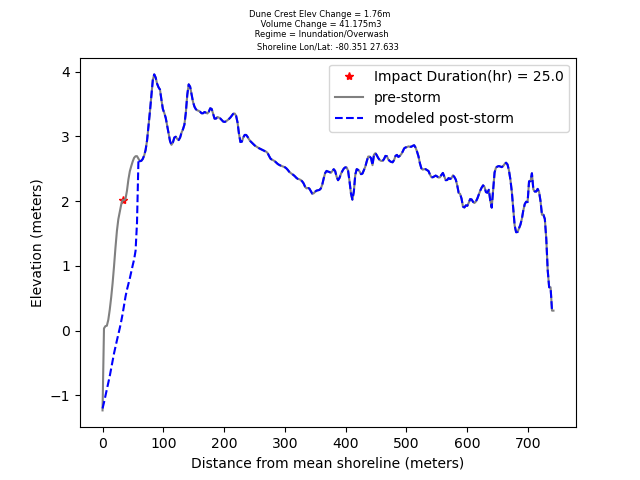 Dune Crest Elev Change = 1.76m
Volume Change = 41.175m3
Regime = Inundation/Overwash
Shoreline Lon/Lat: -80.351 27.633
Impact Duration(hr) = 25.0
pre-storm
modeled post-storm
4
3
2
1
0
−1
Elevation (meters)
0 100 200 300 400 500 600 700
Distance from mean shoreline (meters)